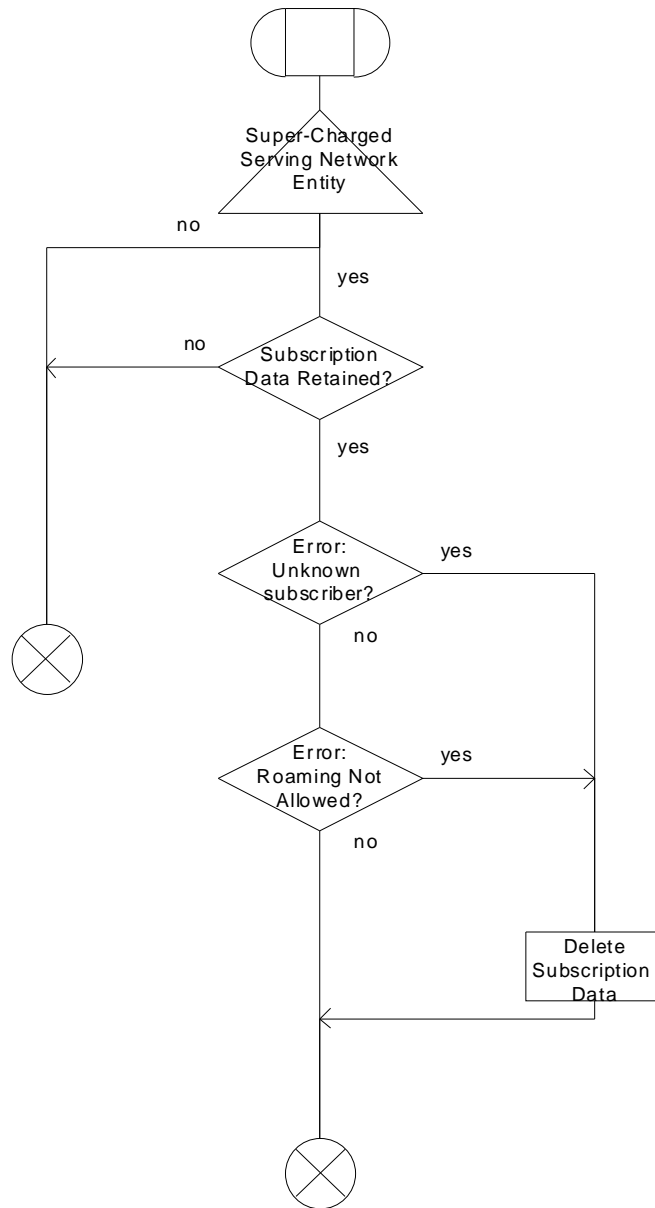 Super-Charged
Serving Network
Entity
no
yes
no
Subscription
Data Retained?
yes
Error:
Unknown
subscriber?
yes
no
Error:
Roaming Not
Allowed?
yes
no
Delete
Subscription
Data